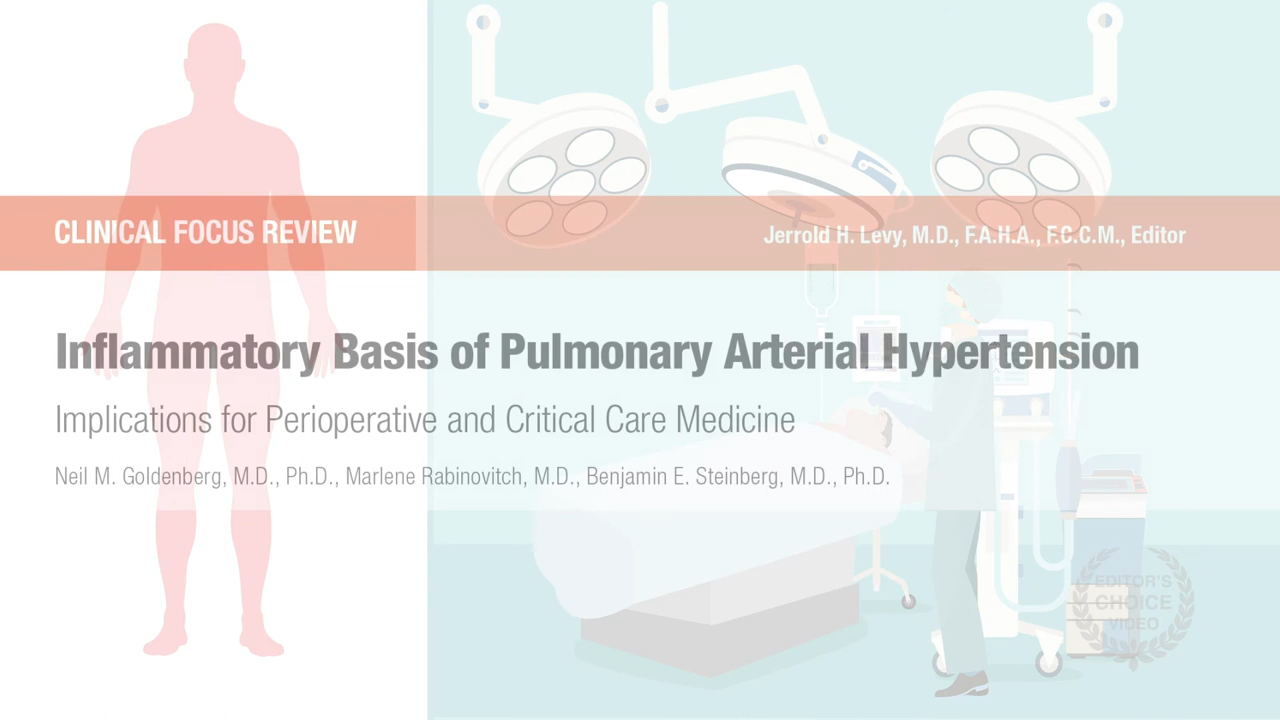 CLINICAL FOCUS REVIEW
Jerrold H. Levy, M.D., F.A.H.A., F.C.C.M., Editor
Inflammatory Basis of Pulmonary Arterial Hypertension
Implications for Perioperative and Critical Care Medicine
Neil M. Goldenberg, M.D., Ph.D., Marlene Rabinovitch, M.D., Benjamin E. Steinberg, M.D., Ph.D.
EDITOR'S
CHOICE
VIDEO